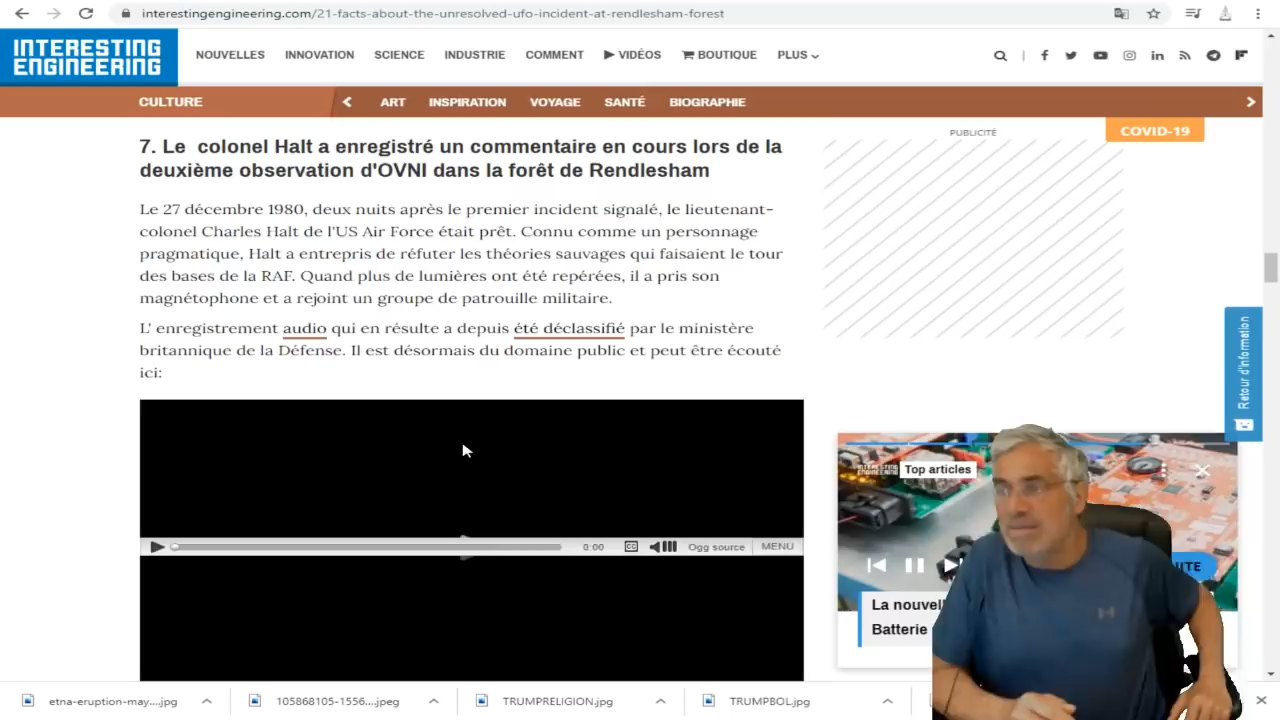 interestingengineering.com/21-facts-about-the-unresolved-ufo-incident-at-rendlesham-forest
INTERESTING
ENGINEERING
NOUVELLES INNOVATION SCIENCE INDUSTRIE COMMENT VIDÉOS BOUTIQUE PLUS
CULTURE ART INSPIRATION VOYAGE SANTÉ BIOGRAPHIE
PUBLICITÉ
COVID-19
7. Le colonel Halt a enregistré un commentaire en cours lors de la
deuxième observation d'OVNI dans la forêt de Rendlesham
Le 27 décembre 1980, deux nuits après le premier incident signalé, le lieutenant-
colonel Charles Halt de l'US Air Force était prêt. Connu comme un personnage
pragmatique, Halt a entrepris de réfuter les théories sauvages qui faisaient le tour
des bases de la RAF. Quand plus de lumières ont été repérées, il a pris son
magnétophone et a rejoint un groupe de patrouille militaire.
L' enregistrement audio qui en résulte a depuis été déclassifié par le ministère
britannique de la Défense. Il est désormais du domaine public et peut être écouté
ici:
Retour d'information
0:00 CC Ogg source MENU
INTERESTING
ENGINEERING
Top articles
UTE
La nouvel
Batterie
etna-eruption-may....jpg 105868105-1556....jpeg TRUMPRELIGION.jpg TRUMPBOL.jpg